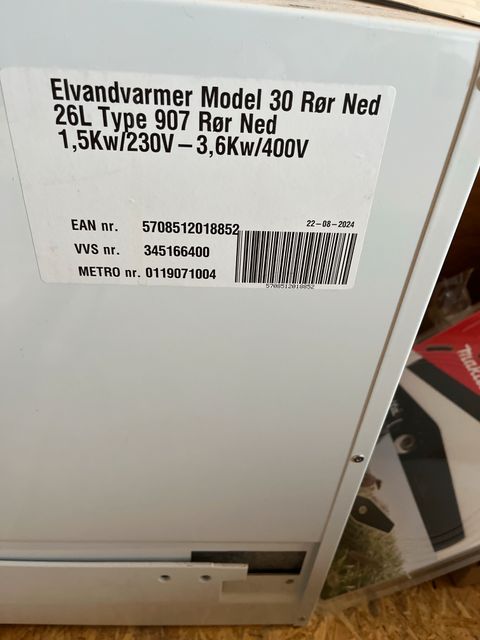 Elvandvarmer Model 30 Rør Ned
26L Type 907 Rør Ned
1,5Kw/230V – 3,6Kw/400V
EAN nr. 5708512018852
22-08-2024
VVS nr. 345166400
METRO nr. 0119071004
5708512018852